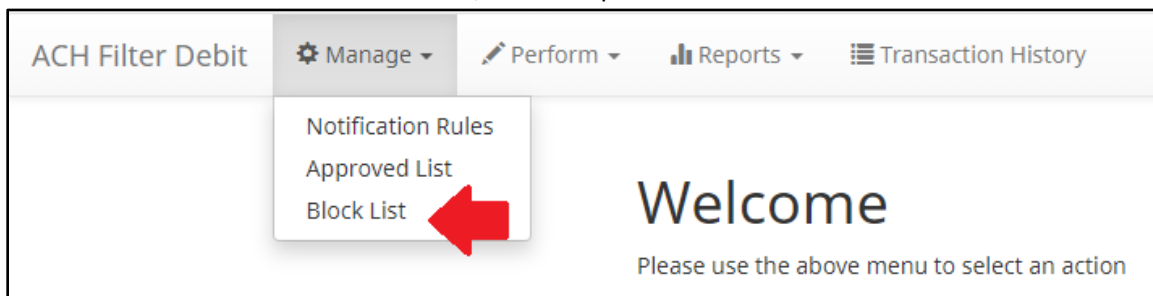 ACH Filter Debit Manage Perform Reports Transaction History
Notification Rules
Approved List
Block List
Welcome
Please use the above menu to select an action